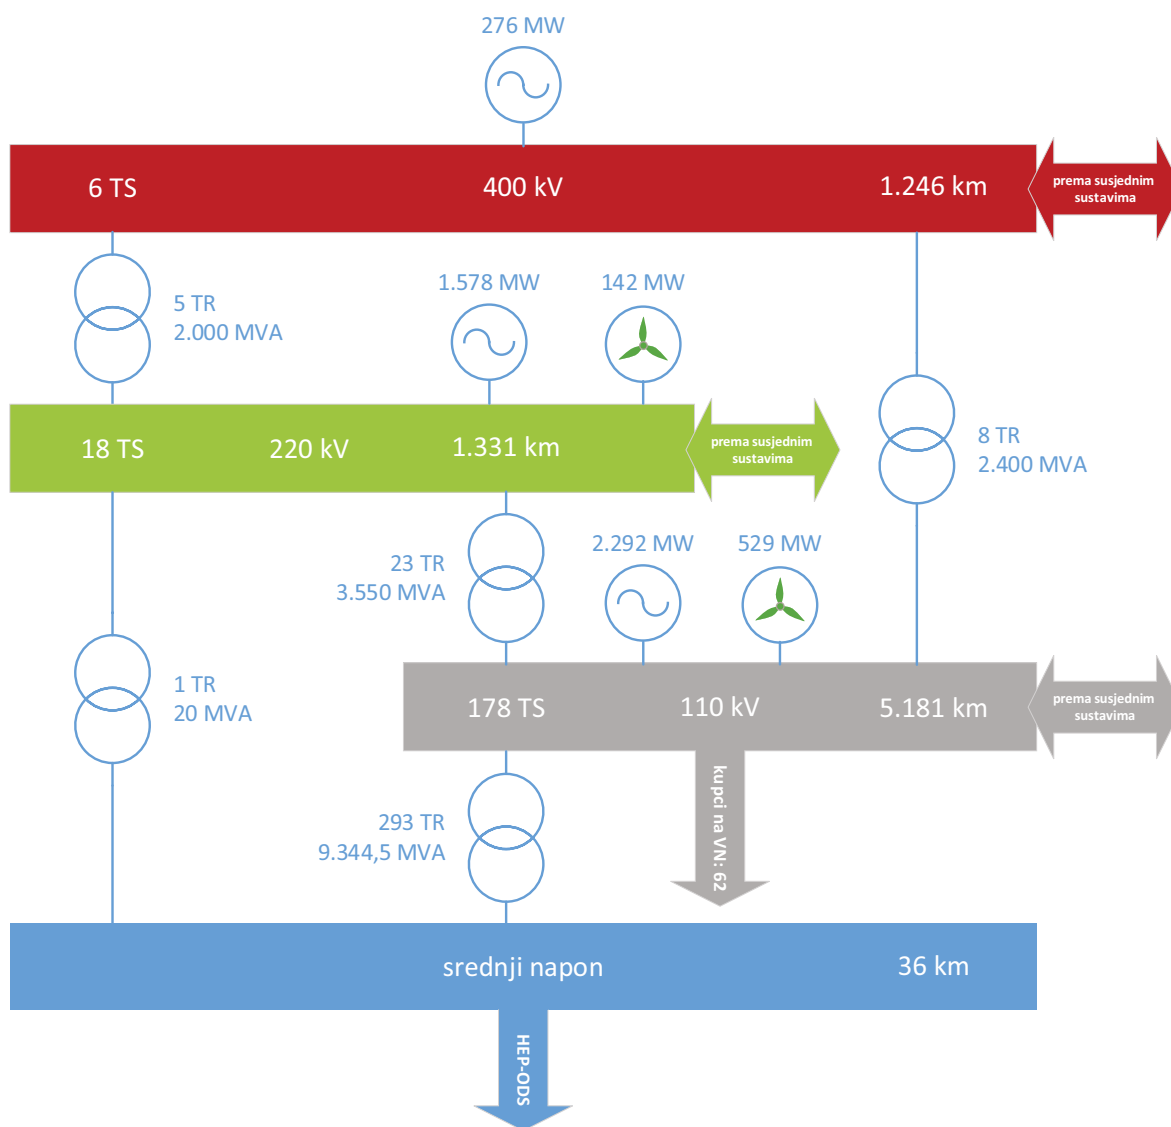 276 MW
6 TS
400 kV
1.246 km
prema susjednim
sustavima
5 TR
2.000 MVA
1.578 MW
142 MW
18 TS
220 kV
1.331 km
prema susjednim
sustavima
8 TR
2.400 MVA
23 TR
3.550 MVA
2.292 MW
529 MW
1 TR
20 MVA
178 TS
110 kV
5.181 km
prema susjednim
sustavima
kupci na VN: 62
293 TR
9.344,5 MVA
srednji napon
36 km
HEP-ODS